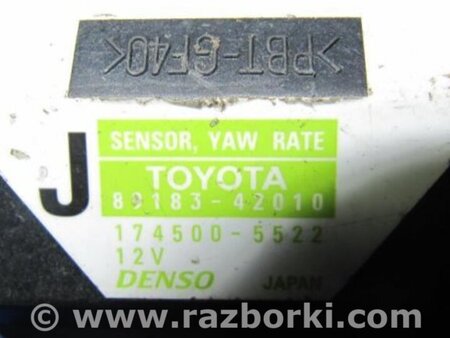 >PBT-GF40<
J
SENSOR, YAW RATE
TOYOTA
89183-42010
174500-5522
12V
DENSO JAPAN
www.razborki.com